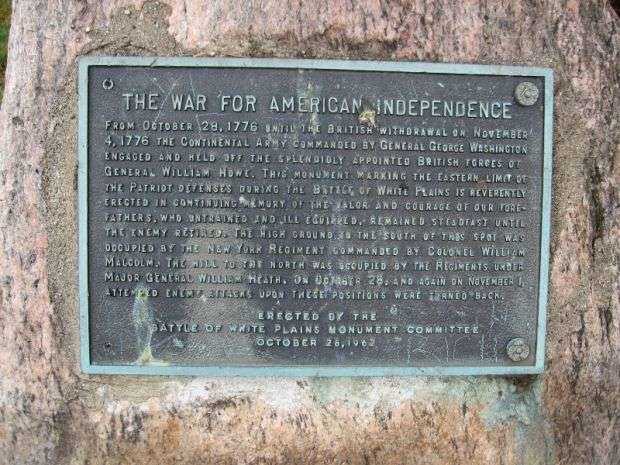 THE WAR FOR AMERICAN INDEPENDENCE
FROM OCTOBER 28, 1776 UNTIL THE BRITISH WITHDRAWAL ON NOVEMBER
4, 1776 THE CONTINENTAL ARMY COMMANDED BY GENERAL GEORGE WASHINGTON
ENGAGED AND HELD OFF THE SPLENDIDLY APPOINTED BRITISH FORCES OF
GENERAL WILLIAM HOWE. THIS MONUMENT MARKING THE EASTERN LIMIT OF
THE PATRIOT DEFENSES DURING THE BATTLE OF WHITE PLAINS IS REVERENTLY
ERECTED IN CONTINUING MEMORY OF THE VALOR AND COURAGE OF OUR FORE-
FATHERS, WHO UNTRAINED AND ILL EQUIPPED, REMAINED STEADFAST UNTIL
THE ENEMY RETIRED. THE HIGH GROUND TO THE SOUTH OF THIS SPOT WAS
OCCUPIED BY THE NEW YORK REGIMENT COMMANDED BY COLONEL WILLIAM
MALCOLM. THE HILL TO THE NORTH WAS OCCUPIED BY THE REGIMENTS UNDER
MAJOR GENERAL WILLIAM HEATH. ON OCTOBER 28, AND AGAIN ON NOVEMBER 1,
ATTEMPTED ENEMY ATTACKS UPON THESE POSITIONS WERE TURNED BACK.
ERECTED BY THE
BATTLE OF WHITE PLAINS MONUMENT COMMITTEE
OCTOBER 28, 1962